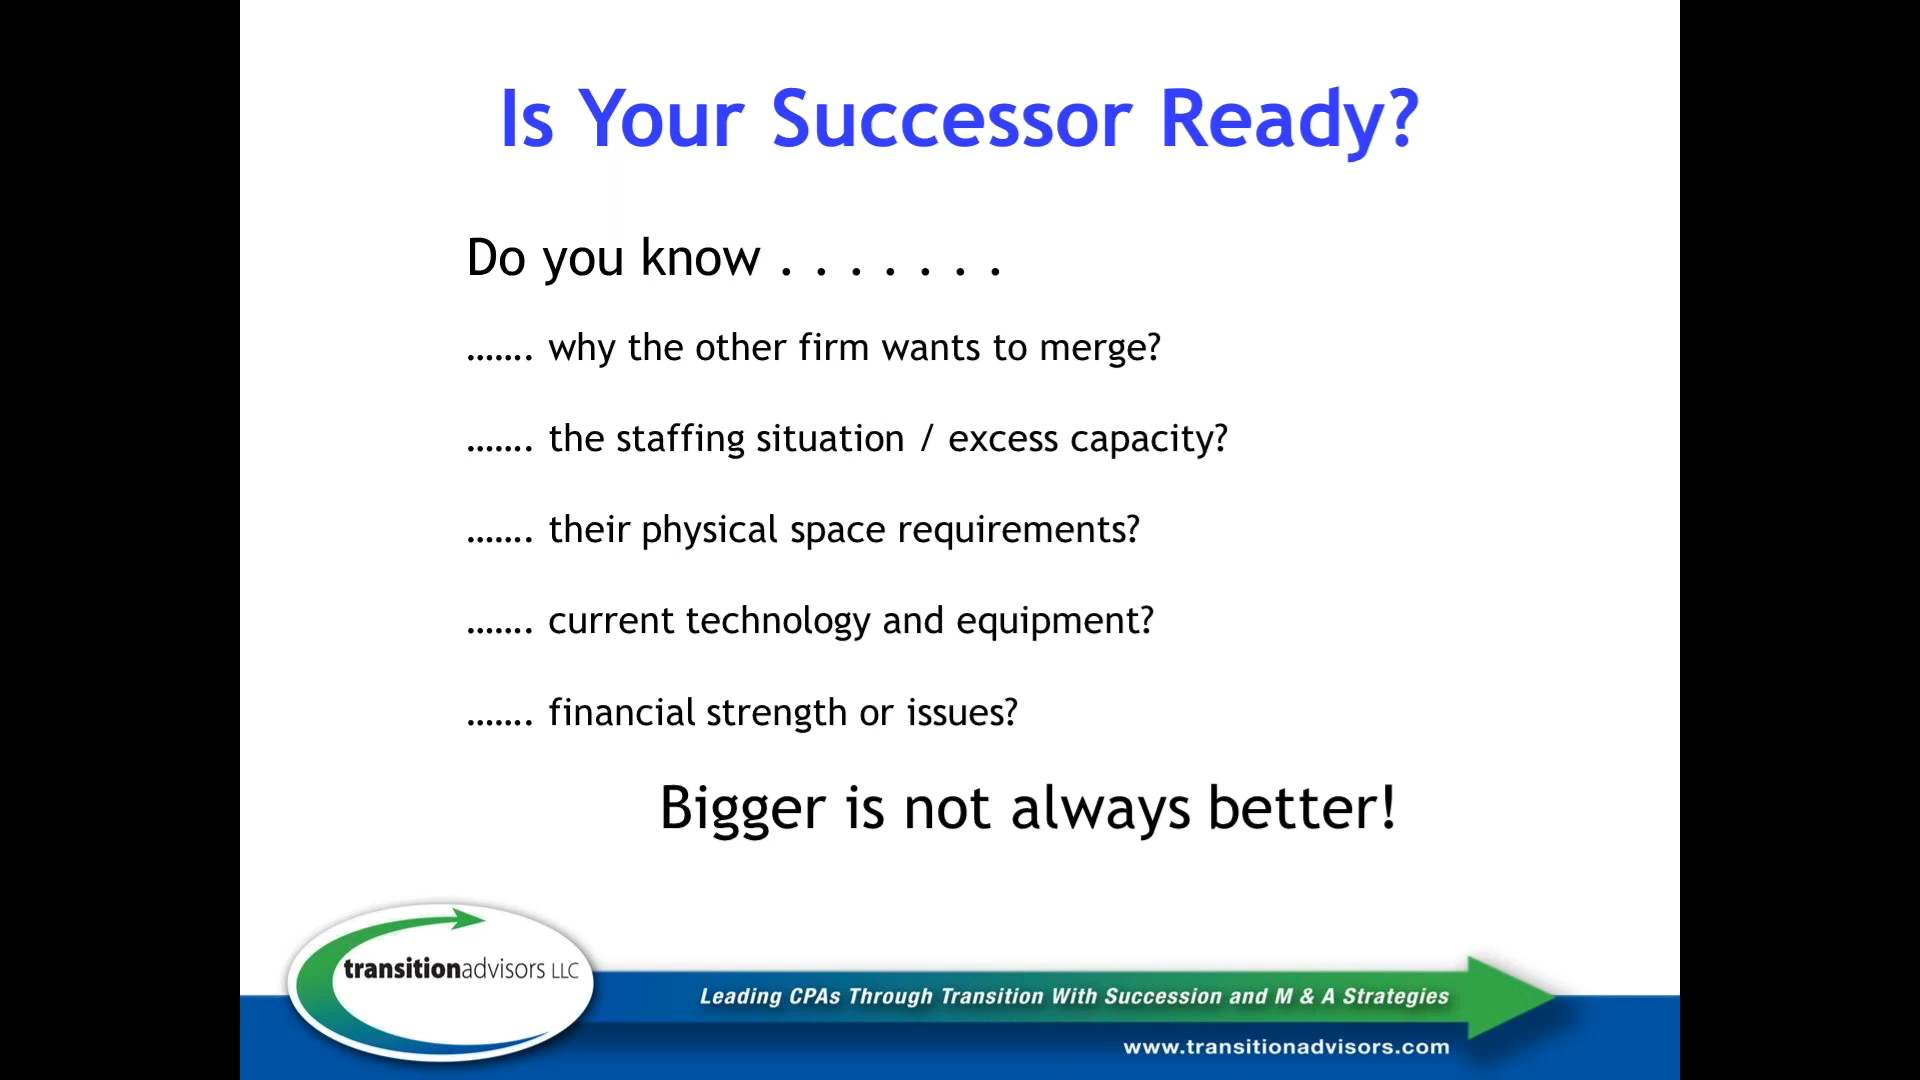 Is Your Successor Ready?
Do you know . . . . . . .
....... why the other firm wants to merge?
....... the staffing situation / excess capacity?
....... their physical space requirements?
....... current technology and equipment?
....... financial strength or issues?
Bigger is not always better!
transitionadvisors LLC
Leading CPAs Through Transition With Succession and M & A Strategies
www.transitionadvisors.com